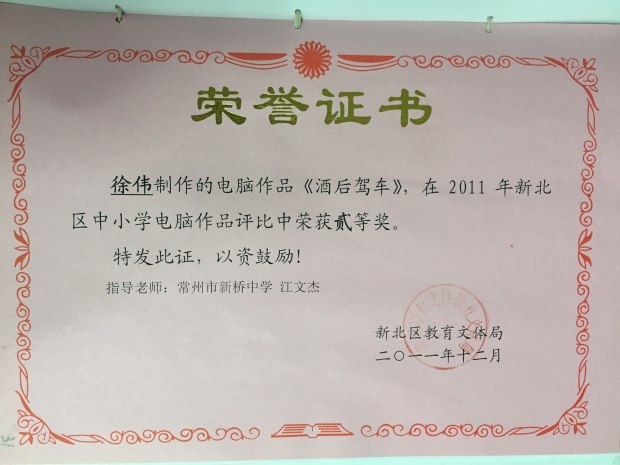 荣誉证书
徐伟制作的电脑作品《酒后驾车》，在 2011 年新北
区中小学电脑作品评比中荣获贰等奖。
特发此证，以资鼓励！
指导老师：常州市新桥中学 江文杰
新北区教育文体局
二〇一一年十二月